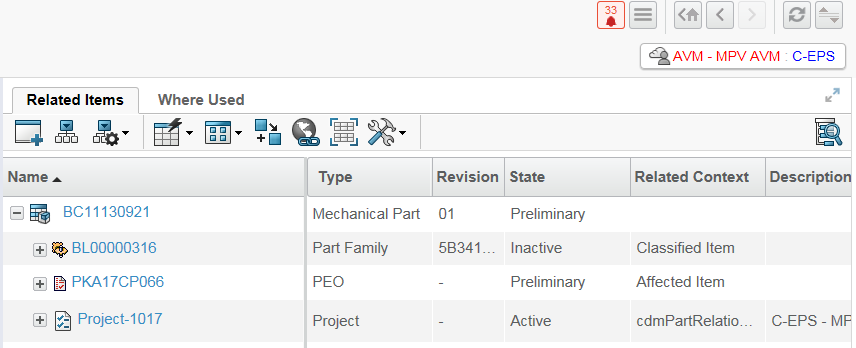 33
AVM - MPV AVM : C-EPS
Related Items Where Used
Name Type Revision State Related Context Description
BC11130921 Mechanical Part 01 Preliminary
BL00000316 Part Family 5B341... Inactive Classified Item
PKA17CP066 PEO - Preliminary Affected Item
Project-1017 Project - Active cdmPartRelatio... C-EPS - MP